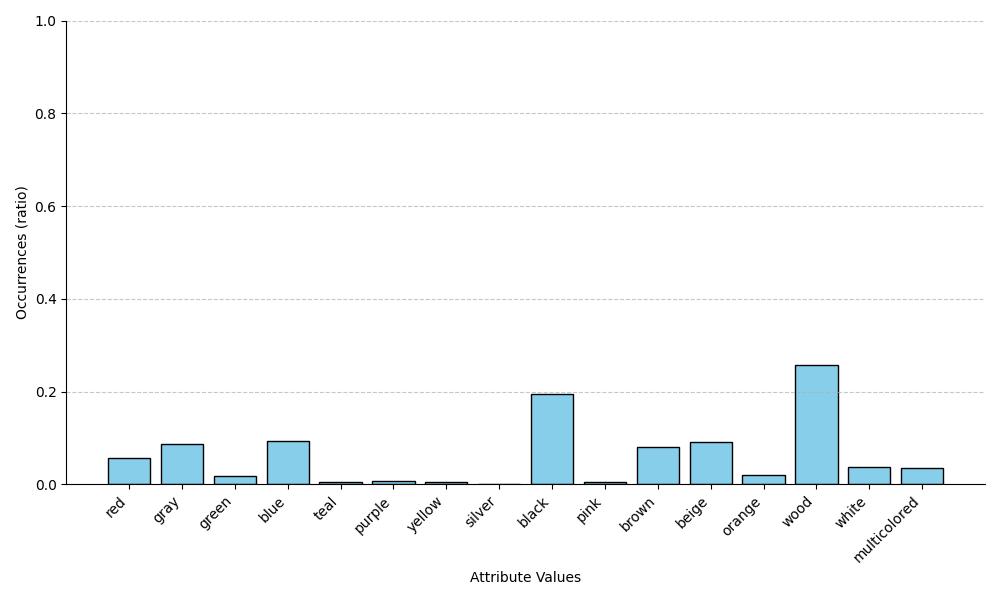 1.0
0.8
0.6
0.4
0.2
0.0
Occurrences (ratio)
red
gray
green
blue
teal
purple
yellow
silver
black
pink
brown
beige
orange
wood
white
multicolored
Attribute Values